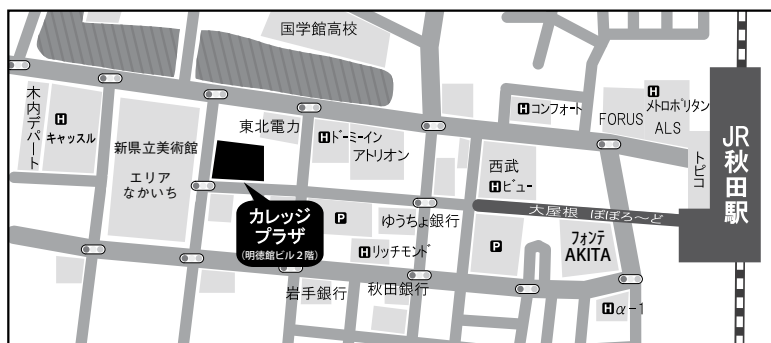 国学館高校
木内デパート
H
キャッスル
新県立美術館
エリア
なかいち
東北電力
H ドーミーイン
アトリオン
H コンフォート
FORUS
H
メトロポリタン
ALS
トピコ
JR秋田駅
西武
H ビュー
大屋根 ぽぽろ~ど
カレッジ
プラザ
(明徳館ビル2階)
P
ゆうちょ銀行
H リッチモンド
P
フォンテ
AKITA
岩手銀行
秋田銀行
H α-1